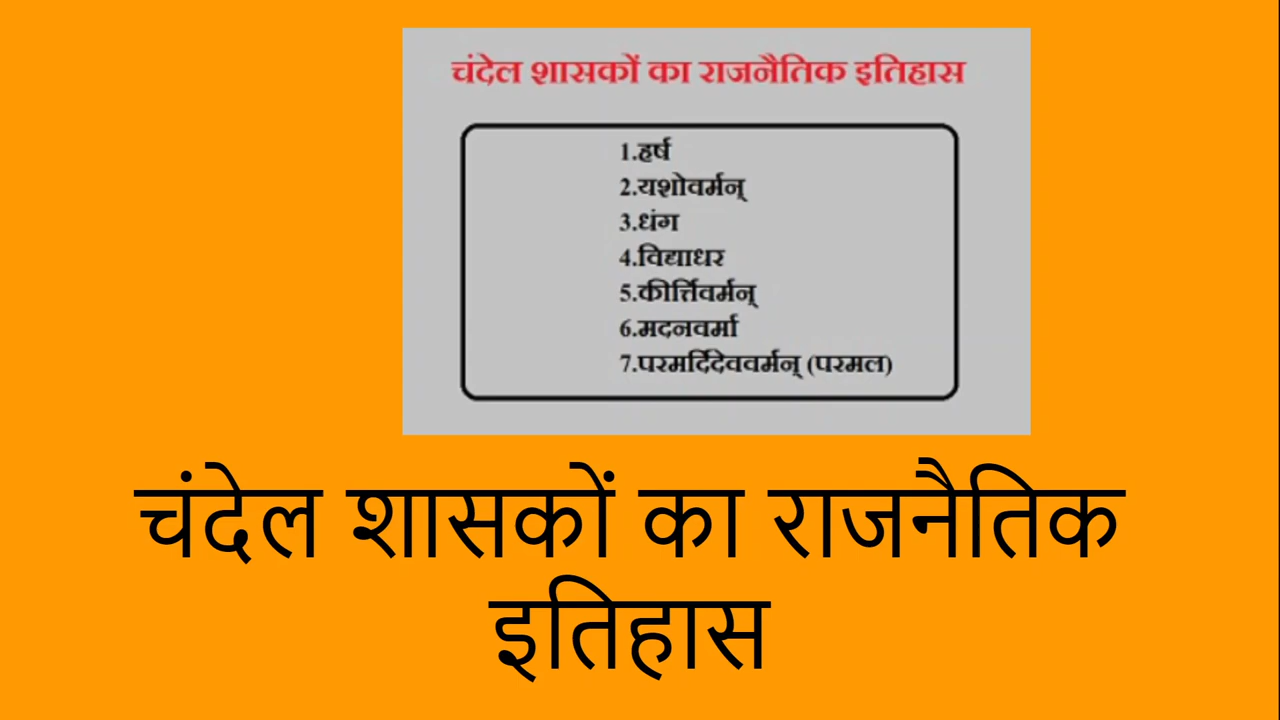 चंदेल शासकों का राजनैतिक इतिहास
1.हर्ष
2.यशोवर्मन्
3.धंग
4.विद्याधर
5.कीर्त्तिवर्मन्
6.मदनवर्मा
7.परमर्दिदेववर्मन् (परमल)
चंदेल शासकों का राजनैतिक
इतिहास